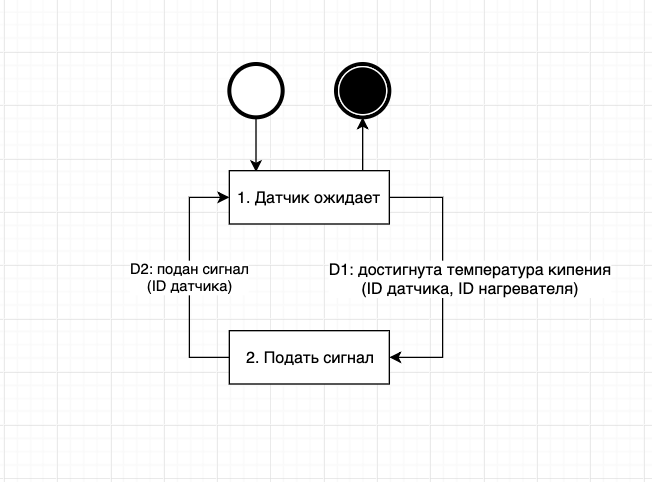 1. Датчик ожидает
D2: подан сигнал
(ID датчика)
D1: достигнута температура кипения
(ID датчика, ID нагревателя)
2. Подать сигнал